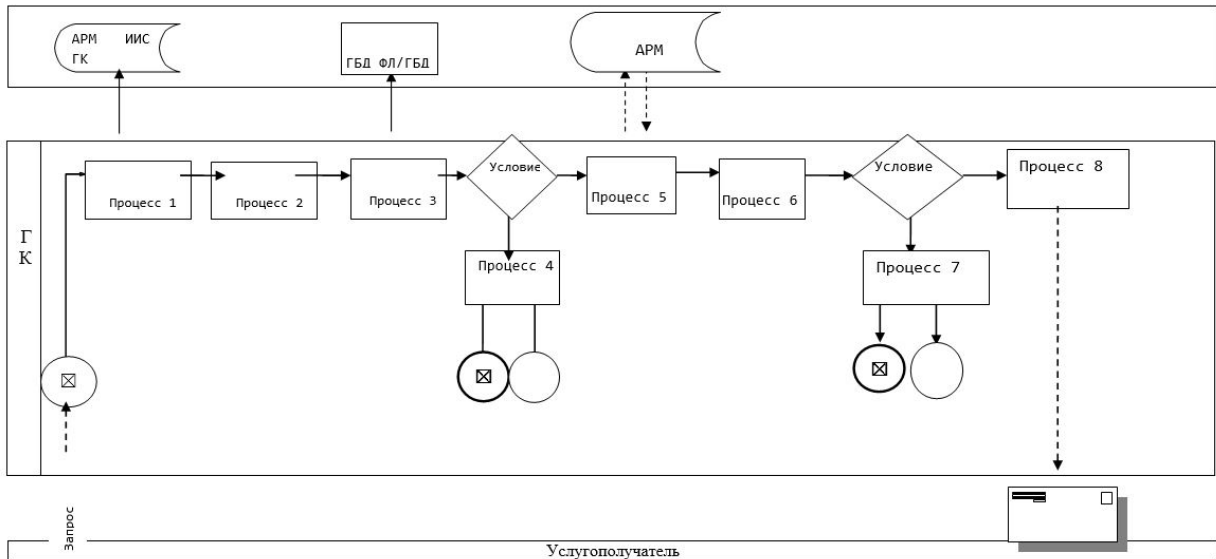 АРМ ИИС
ГК
ГБД ФЛ/ГБД
АРМ
Г
К
Процесс 1
Процесс 2
Процесс 3
Условие
Процесс 5
Процесс 6
Условие
Процесс 8
Процесс 4
Процесс 7
Запрос
Услугополучатель